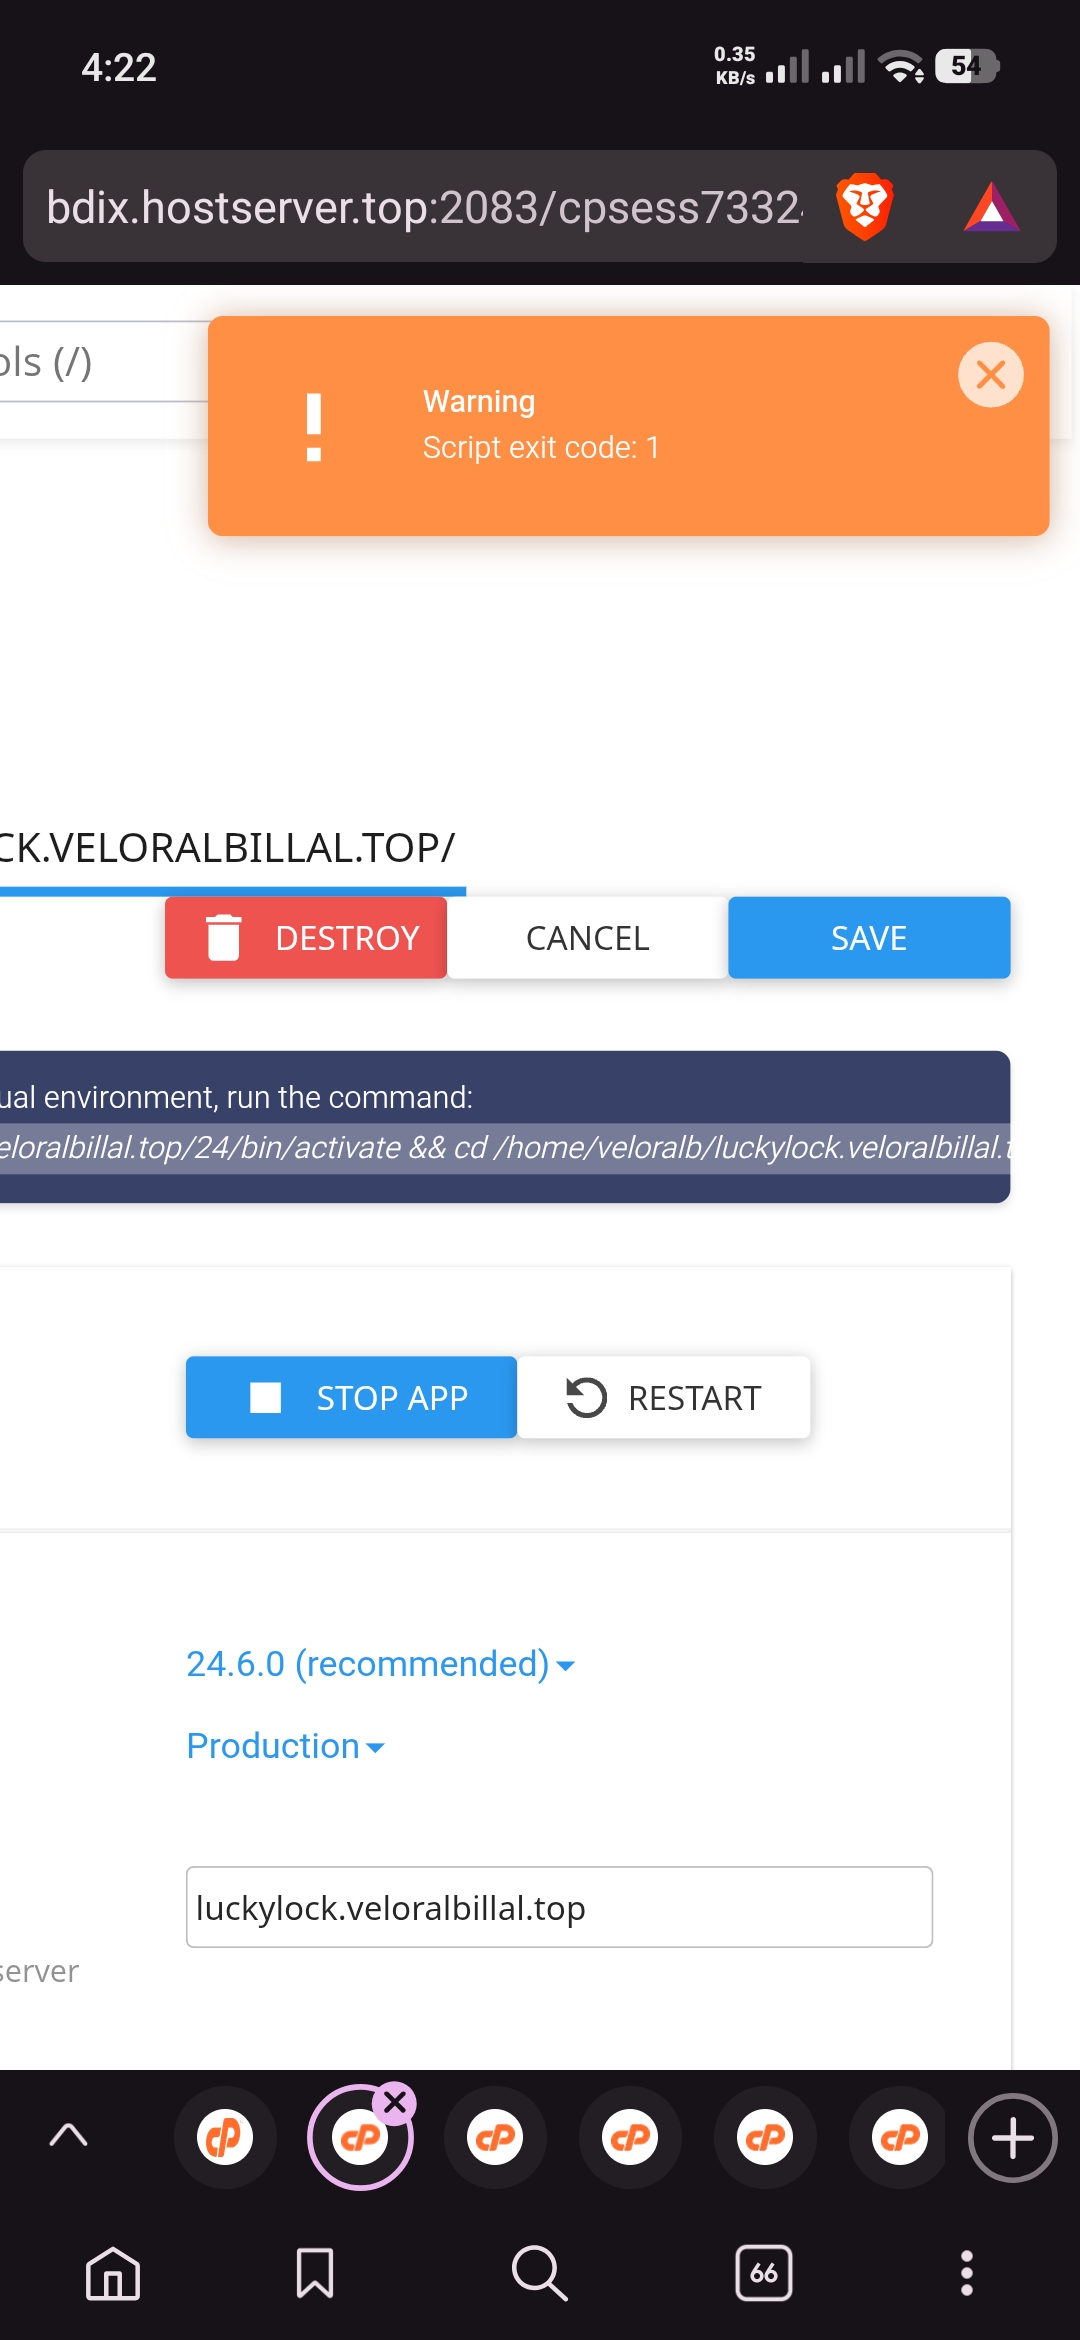 4:22
0.35
KB/s
54
bdix.hostserver.top:2083/cpsess7332
ols (/)
Warning
Script exit code: 1
CK.VELORALBILLAL.TOP/
DESTROY
CANCEL
SAVE
ual environment, run the command:
eloralbillal.top/24/bin/activate && cd /home/veloralb/luckylock.veloralbillal.t
STOP APP
RESTART
24.6.0 (recommended)
Production
luckylock.veloralbillal.top
server
66